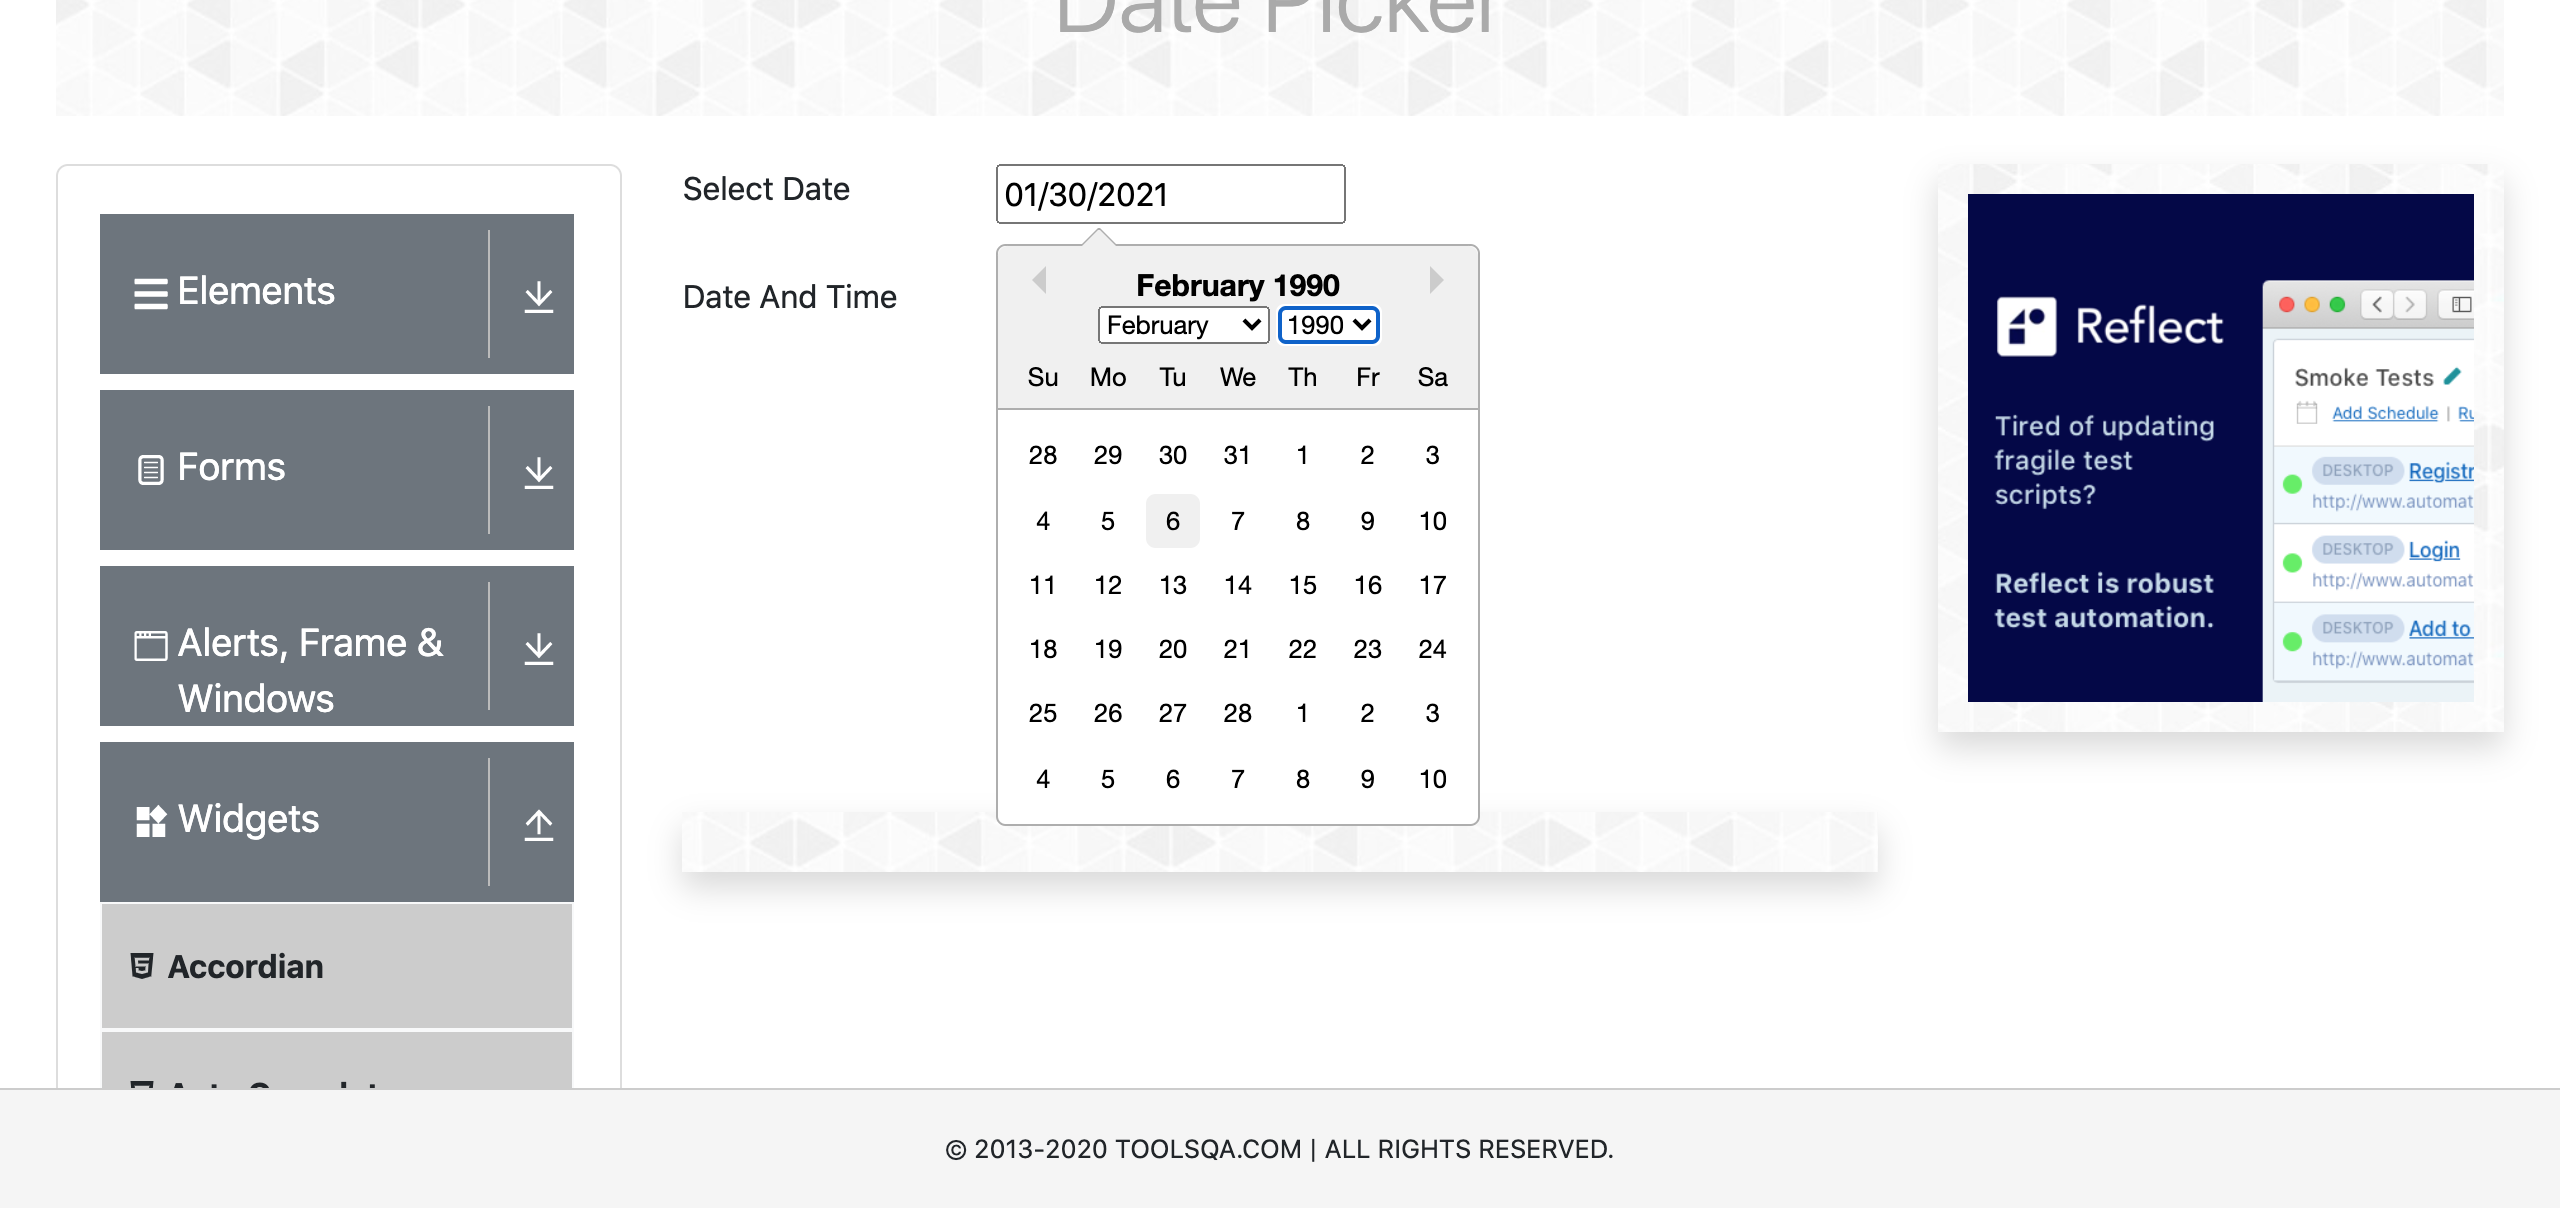 Date Picker
Select Date
01/30/2021
Date And Time
February 1990
February
1990
Su Mo Tu We Th Fr Sa
28 29 30 31 1 2 3
4 5 6 7 8 9 10
11 12 13 14 15 16 17
18 19 20 21 22 23 24
25 26 27 28 1 2 3
4 5 6 7 8 9 10
Elements
Forms
Alerts, Frame &
Windows
Widgets
Accordian
Reflect
Tired of updating
fragile test
scripts?
Reflect is robust
test automation.
Smoke Tests
Add Schedule | Ru
DESKTOP Registr
http://www.automat
DESKTOP Login
http://www.automat
DESKTOP Add to
http://www.automat
© 2013-2020 TOOLSQA.COM | ALL RIGHTS RESERVED.